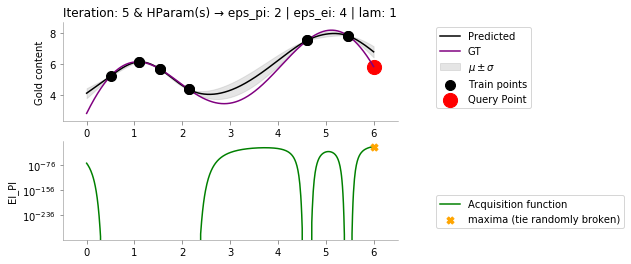 Iteration: 5 & HParam(s) → eps_pi: 2 | eps_ei: 4 | lam: 1
Gold content
8
6
4
0 1 2 3 4 5 6
Predicted
GT
μ ± σ
Train points
Query Point
EI_PI
10^-76
10^-156
10^-236
0 1 2 3 4 5 6
Acquisition function
maxima (tie randomly broken)